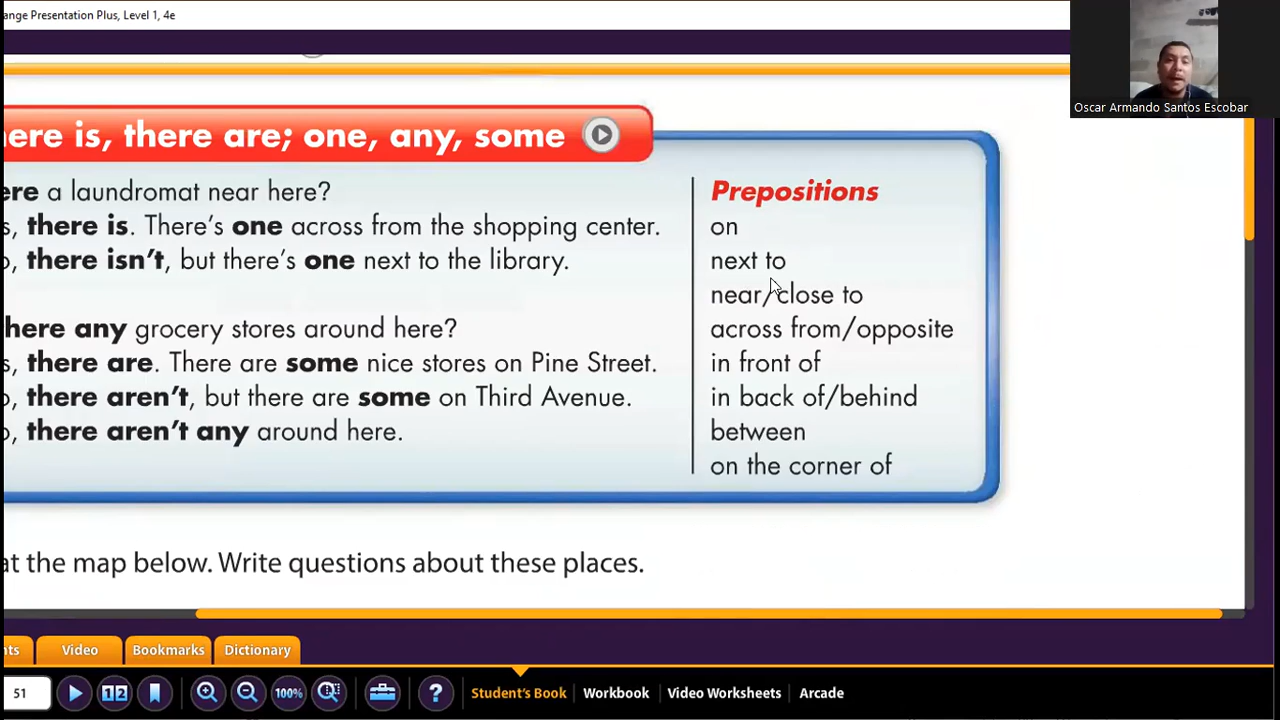 ange Presentation Plus, Level 1, 4e
Oscar Armando Santos Escobar
here is, there are; one, any, some
ere a laundromat near here?
s, there is. There's one across from the shopping center.
o, there isn't, but there's one next to the library.
here any grocery stores around here?
s, there are. There are some nice stores on Pine Street.
o, there aren't, but there are some on Third Avenue.
o, there aren't any around here.
Prepositions
on
next to
near/close to
across from/opposite
in front of
in back of/behind
between
on the corner of
at the map below. Write questions about these places.
nts Video Bookmarks Dictionary
51 12 100% ? Student's Book Workbook Video Worksheets Arcade